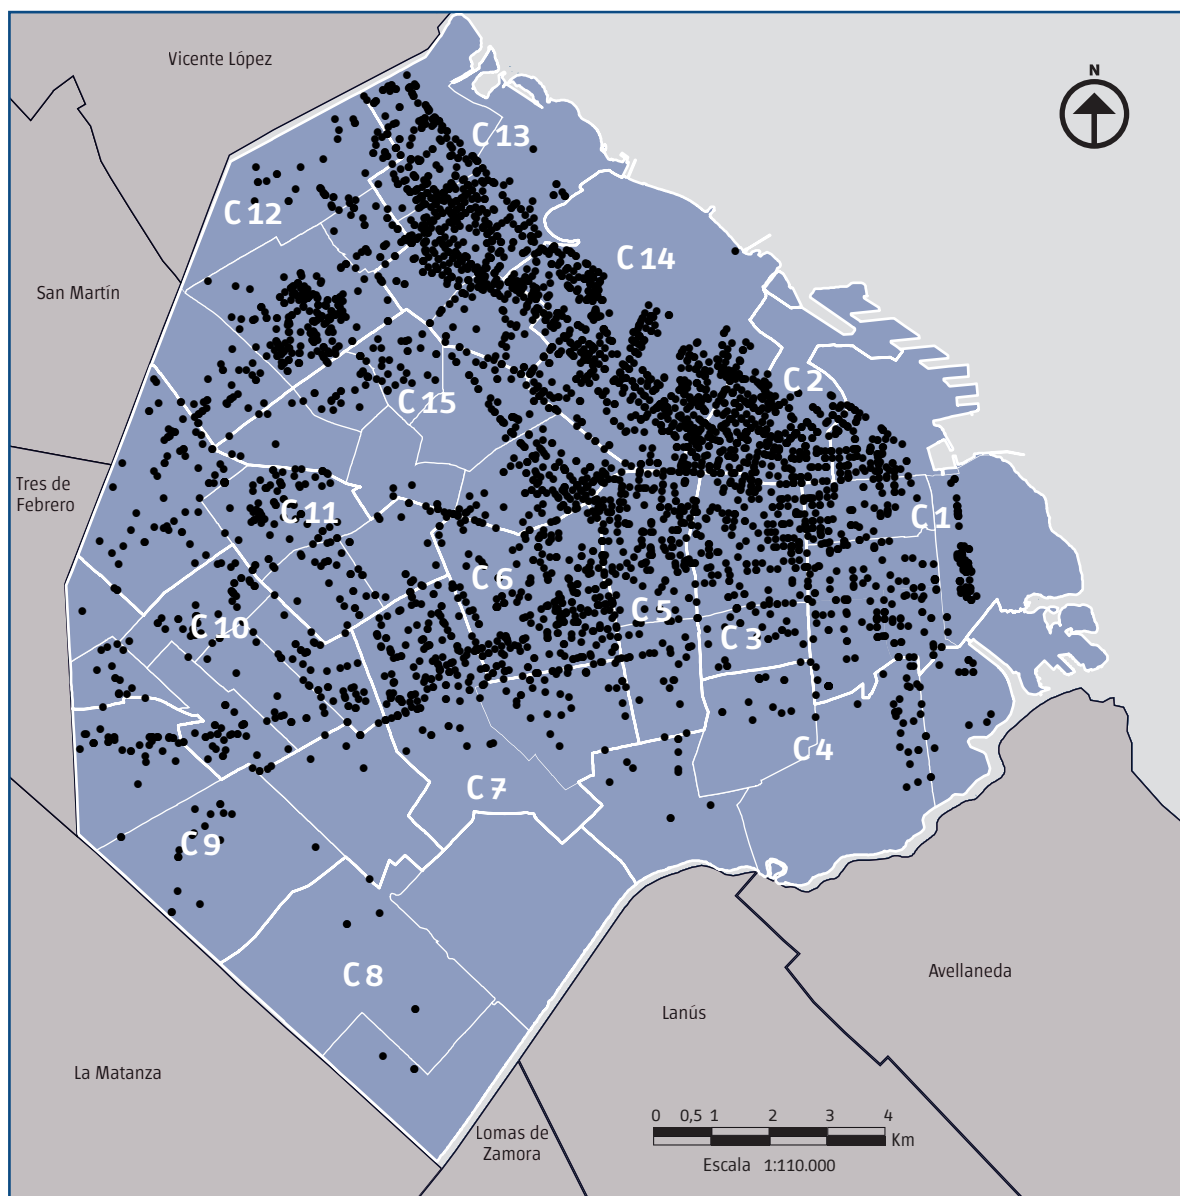 Vicente López
N
C 13
C 12
C 14
San Martín
C 2
C 15
Tres de
Febrero
C 11
C 1
C 6
C 5
C 10
C 3
C 4
C 7
C 9
C 8
Avellaneda
Lanús
La Matanza
0 0,5 1 2 3 4
Km
Lomas de
Zamora
Escala 1:110.000